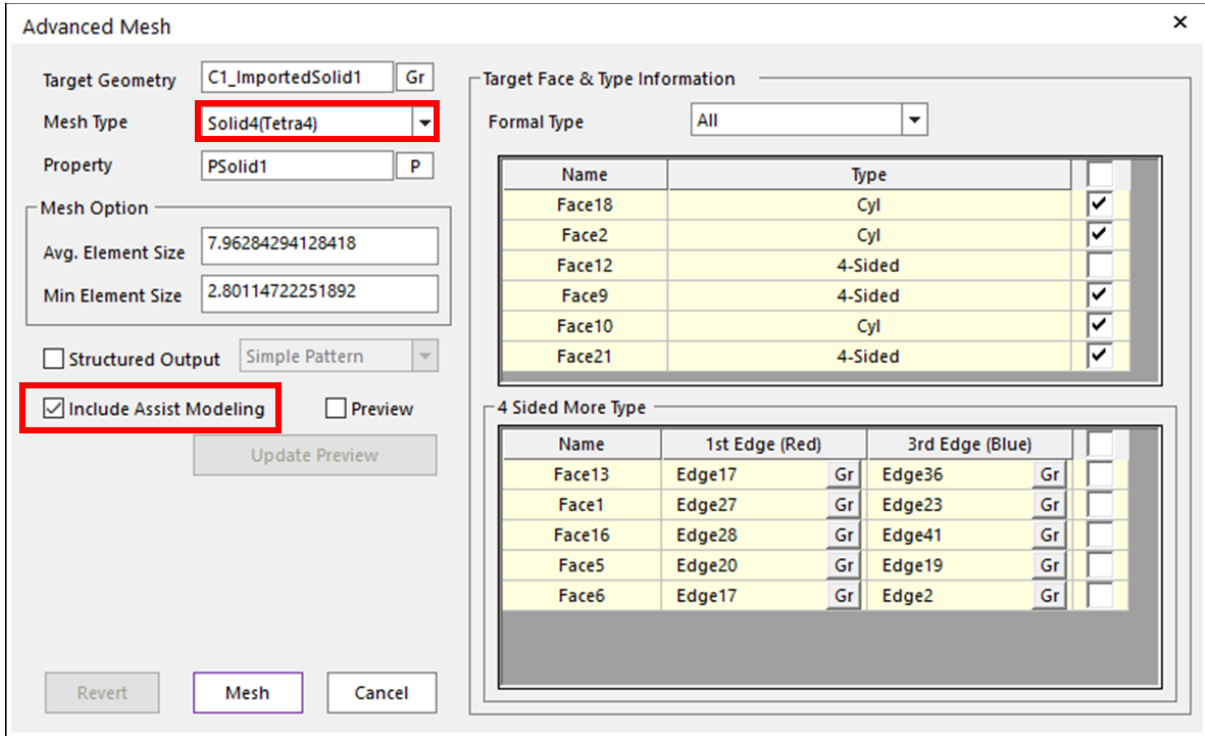 Advanced Mesh
Target Geometry C1_ImportedSolid1 Gr
Mesh Type Solid4(Tetra4)
Property PSolid1 P
Mesh Option
Avg. Element Size 7.96284294128418
Min Element Size 2.80114722251892
Structured Output Simple Pattern
Include Assist Modeling Preview
Update Preview
Revert Mesh Cancel
Target Face & Type Information
Formal Type All
Name Type
Face18 Cyl
Face2 Cyl
Face12 4-Sided
Face9 4-Sided
Face10 Cyl
Face21 4-Sided
4 Sided More Type
Name 1st Edge (Red) 3rd Edge (Blue)
Face13 Edge17 Gr Edge36 Gr
Face1 Edge27 Gr Edge23 Gr
Face16 Edge28 Gr Edge41 Gr
Face5 Edge20 Gr Edge19 Gr
Face6 Edge17 Gr Edge2 Gr